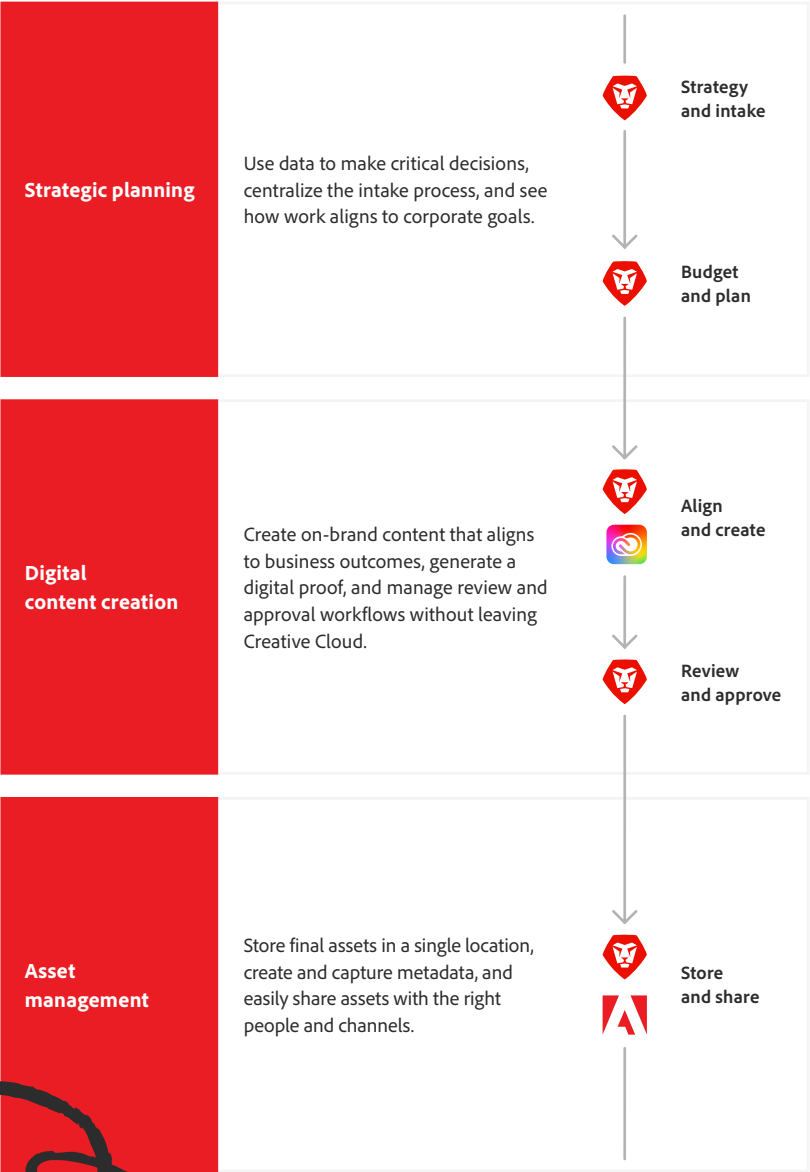 Strategic planning
Use data to make critical decisions,
centralize the intake process, and see
how work aligns to corporate goals.
Strategy
and intake
Budget
and plan
Digital
content creation
Create on-brand content that aligns
to business outcomes, generate a
digital proof, and manage review and
approval workflows without leaving
Creative Cloud.
Align
and create
Review
and approve
Asset
management
Store final assets in a single location,
create and capture metadata, and
easily share assets with the right
people and channels.
Store
and share